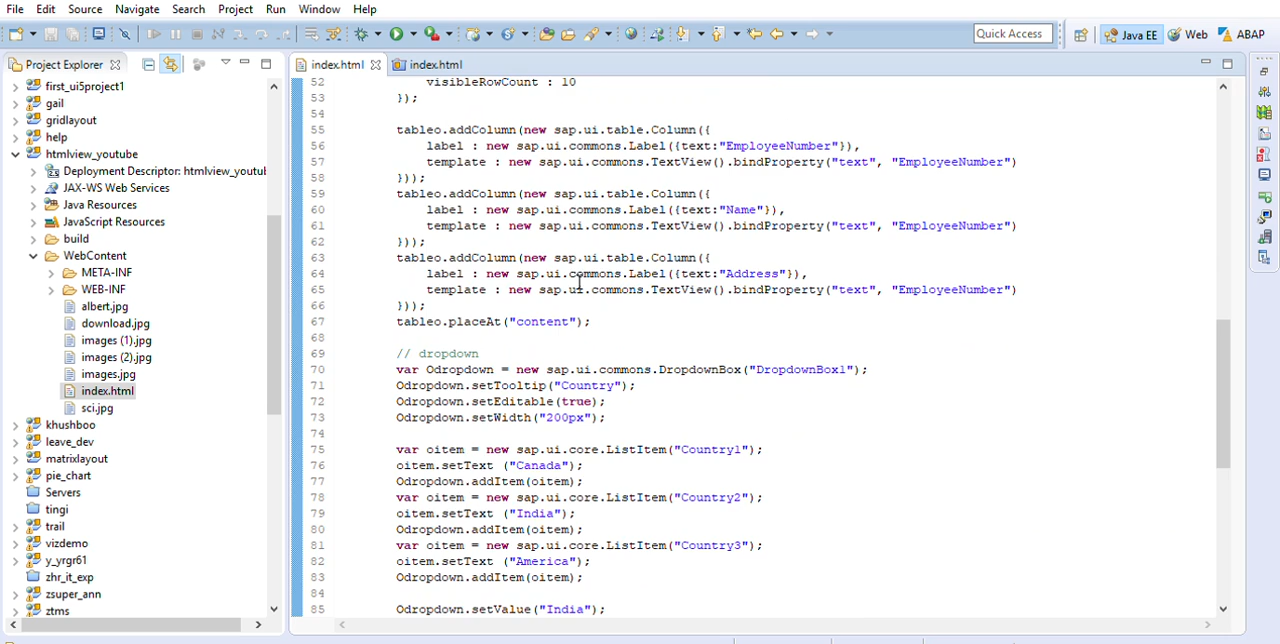 File Edit Source Navigate Search Project Run Window Help
Quick Access
Java EE
Web
ABAP
Project Explorer
index.html
index.html
first_ui5project1
gail
gridlayout
help
htmlview_youtube
Deployment Descriptor: htmlview_youtul
JAX-WS Web Services
Java Resources
JavaScript Resources
build
WebContent
META-INF
WEB-INF
albert.jpg
download.jpg
images (1).jpg
images (2).jpg
images.jpg
index.html
sci.jpg
khushboo
leave_dev
matrixlayout
pie_chart
Servers
tingi
trail
vizdemo
y_yrgr61
zhr_it_exp
zsuper_ann
ztms
52 visibleRowCount : 10
53 });
54
55 tableo.addColumn(new sap.ui.table.Column({
56 label : new sap.ui.commons.Label({text:"EmployeeNumber"}),
57 template : new sap.ui.commons.TextView().bindProperty("text", "EmployeeNumber")
58 }));
59 tableo.addColumn(new sap.ui.table.Column({
60 label : new sap.ui.commons.Label({text:"Name"}),
61 template : new sap.ui.commons.TextView().bindProperty("text", "EmployeeNumber")
62 }));
63 tableo.addColumn(new sap.ui.table.Column({
64 label : new sap.ui.commons.Label({text:"Address"}),
65 template : new sap.ui.commons.TextView().bindProperty("text", "EmployeeNumber")
66 }));
67 tableo.placeAt("content");
68
69 // dropdown
70 var Odropdown = new sap.ui.commons.DropdownBox("DropdownBox1");
71 Odropdown.setTooltip("Country");
72 Odropdown.setEditable(true);
73 Odropdown.setWidth("200px");
74
75 var oitem = new sap.ui.core.ListItem("Country1");
76 oitem.setText ("Canada");
77 Odropdown.addItem(oitem);
78 var oitem = new sap.ui.core.ListItem("Country2");
79 oitem.setText ("India");
80 Odropdown.addItem(oitem);
81 var oitem = new sap.ui.core.ListItem("Country3");
82 oitem.setText ("America");
83 Odropdown.addItem(oitem);
84
85 Odropdown.setValue("India");